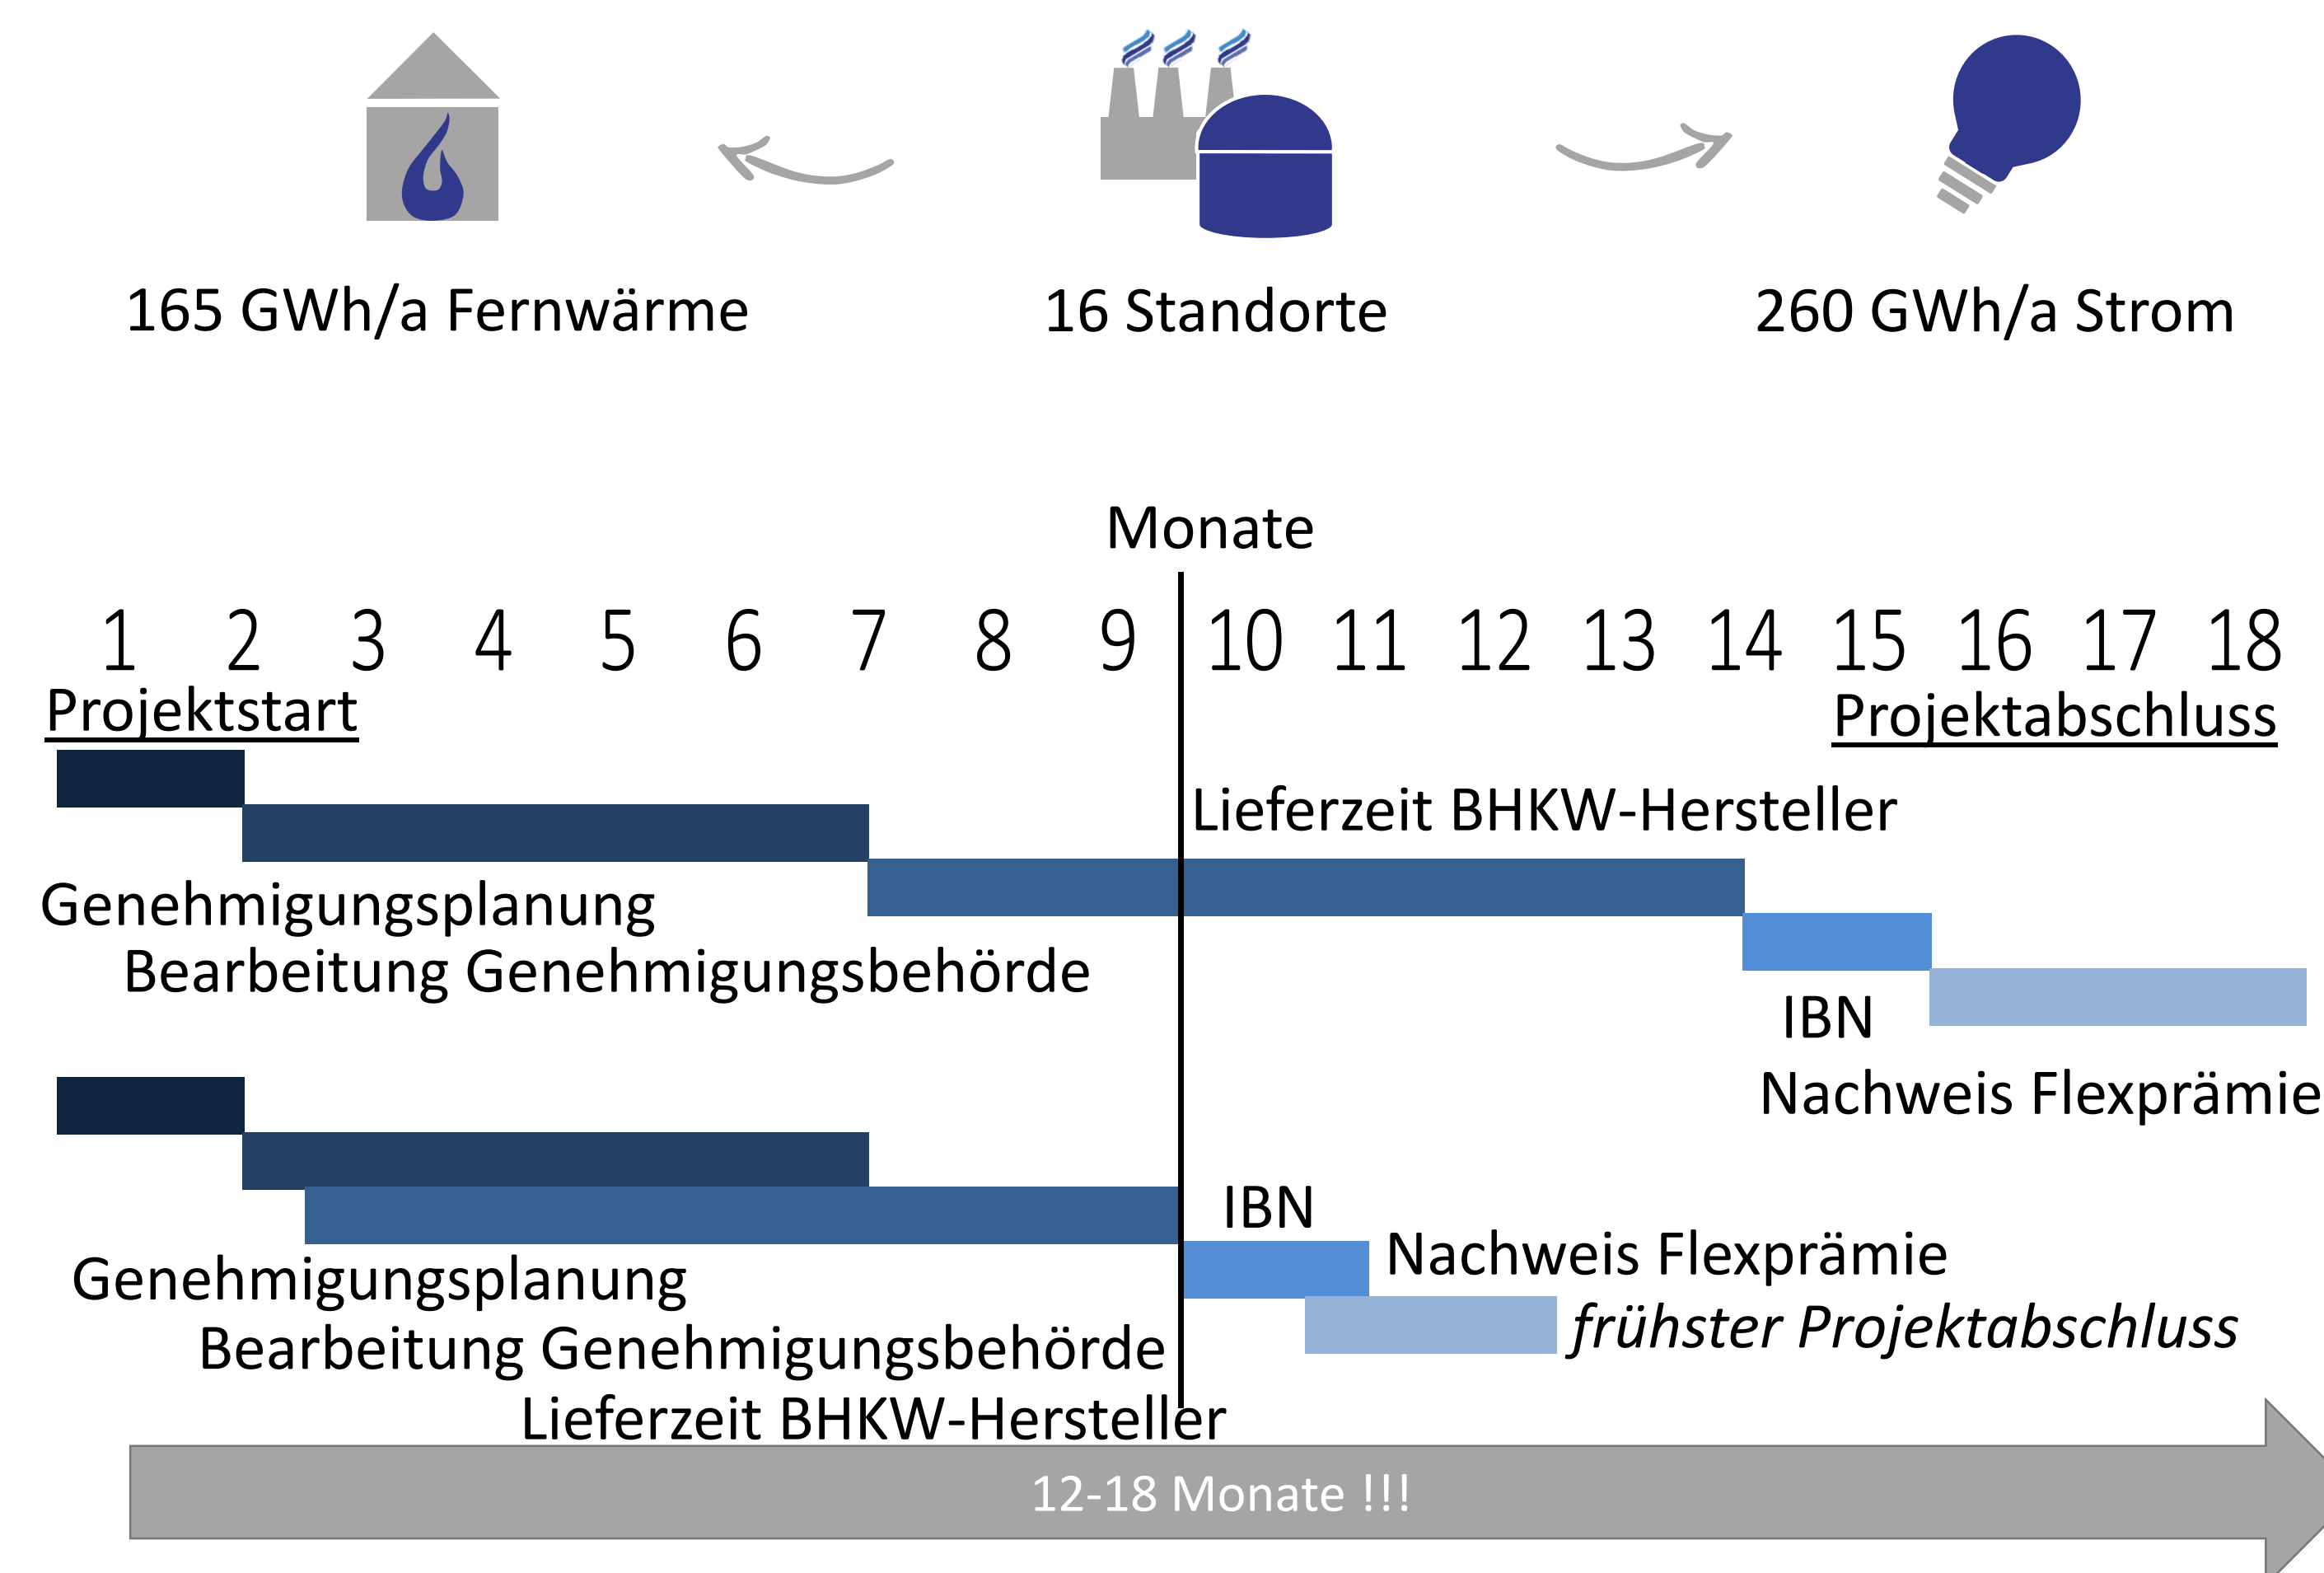 165 GWh/a Fernwärme
16 Standorte
260 GWh/a Strom
Monate
1 2 3 4 5 6 7 8 9 10 11 12 13 14 15 16 17 18
Projektstart
Projektabschluss
Lieferzeit BHKW-Hersteller
Genehmigungsplanung
Bearbeitung Genehmigungsbehörde
IBN
Nachweis Flexprämie
IBN
Nachweis Flexprämie
Genehmigungsplanung
frühster Projektabschluss
Bearbeitung Genehmigungsbehörde
Lieferzeit BHKW-Hersteller
12-18 Monate !!!